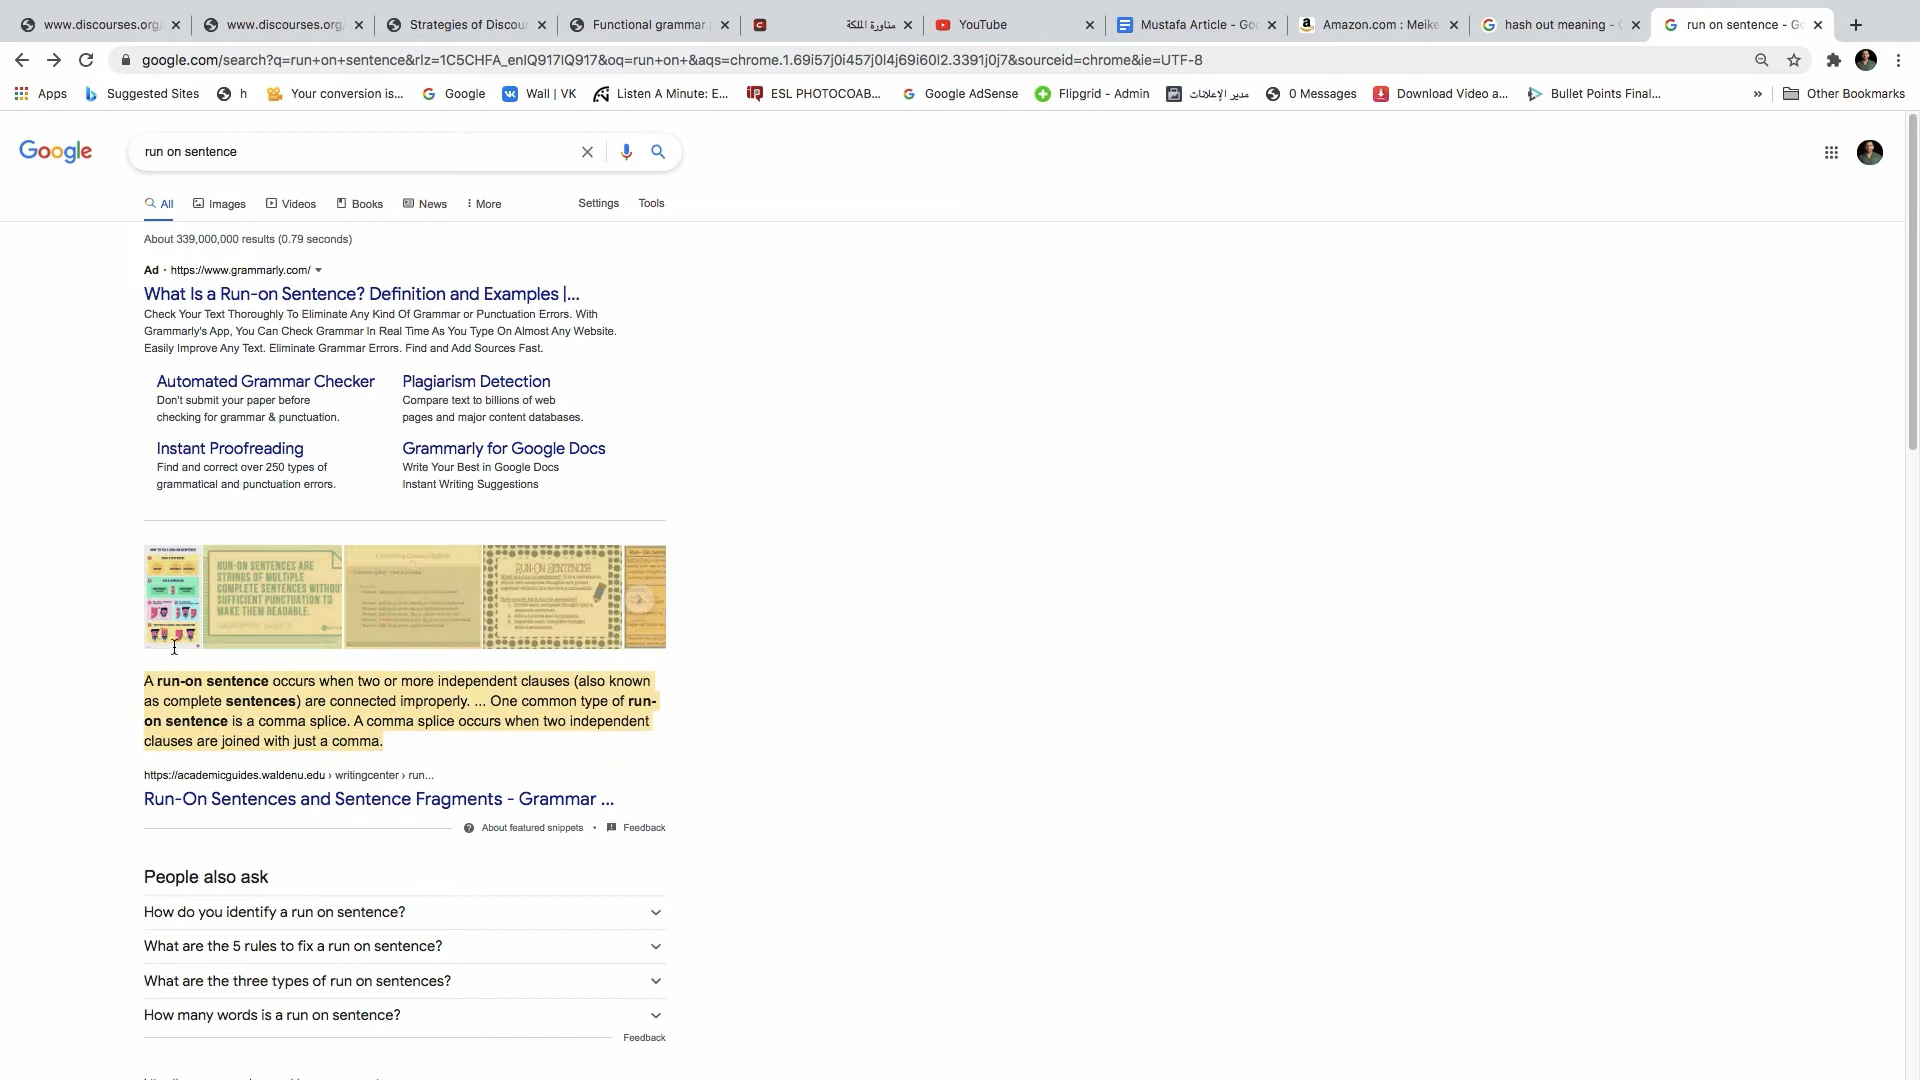 www.discourses.org/
www.discourses.org/
Strategies of Discou
Functional grammar
مناورة الملكة
YouTube
Mustafa Article - Go
Amazon.com : Meike
hash out meaning -
run on sentence - G
google.com/search?q=run+on+sentence&rlz=1C5CHFA_enIQ917IQ917&oq=run+on+&aqs=chrome.1.69i57j0i457j0l4j69i60l2.3391j0j7&sourceid=chrome&ie=UTF-8
Apps Suggested Sites h Your conversion is... Google Wall | VK Listen A Minute: E... ESL PHOTOCOAB... Google AdSense Flipgrid - Admin مدير الإعلانات 0 Messages Download Video a... Bullet Points Final... » Other Bookmarks
Google run on sentence
All Images Videos Books News More Settings Tools
About 339,000,000 results (0.79 seconds)
Ad · https://www.grammarly.com/
What Is a Run-on Sentence? Definition and Examples |...
Check Your Text Thoroughly To Eliminate Any Kind Of Grammar or Punctuation Errors. With
Grammarly's App, You Can Check Grammar In Real Time As You Type On Almost Any Website.
Easily Improve Any Text. Eliminate Grammar Errors. Find and Add Sources Fast.
Automated Grammar Checker
Don't submit your paper before
checking for grammar & punctuation.
Plagiarism Detection
Compare text to billions of web
pages and major content databases.
Instant Proofreading
Find and correct over 250 types of
grammatical and punctuation errors.
Grammarly for Google Docs
Write Your Best in Google Docs
Instant Writing Suggestions
RUN-ON SENTENCES ARE
STRINGS OF MULTIPLE
COMPLETE SENTENCES WITHOUT
SUFFICIENT PUNCTUATION TO
MAKE THEM READABLE.
RUN-ON SENTENCES
A run-on sentence occurs when two or more independent clauses (also known
as complete sentences) are connected improperly. ... One common type of run-
on sentence is a comma splice. A comma splice occurs when two independent
clauses are joined with just a comma.
https://academicguides.waldenu.edu › writingcenter › run...
Run-On Sentences and Sentence Fragments - Grammar ...
About featured snippets • Feedback
People also ask
How do you identify a run on sentence?
What are the 5 rules to fix a run on sentence?
What are the three types of run on sentences?
How many words is a run on sentence?
Feedback